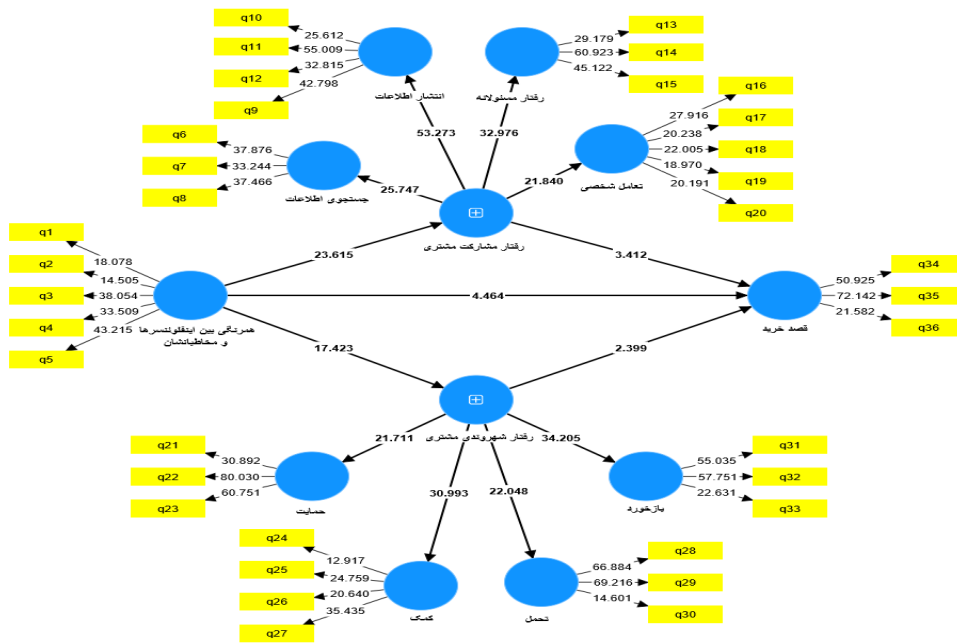 q10
q11
q12
q9
25.612
55.009
32.815
42.798
انتشار اطلاعات
q13
q14
q15
29.179
60.923
45.122
رفتار مسئولانه
q6
q7
q8
37.876
33.244
37.466
جستجوی اطلاعات
q16
q17
q18
q19
q20
27.916
20.238
22.005
18.970
20.191
تعامل شخصی
53.273
32.976
25.747
21.840
رفتار مشارکت مشتری
q1
q2
q3
q4
q5
18.078
14.505
38.054
33.509
43.215
همرنگی بین اینفلوئنسرها
و مخاطبانشان
23.615
4.464
17.423
3.412
2.399
q34
q35
q36
50.925
72.142
21.582
قصد خرید
رفتار شهروندی مشتری
21.711
30.993
22.048
34.205
q21
q22
q23
30.892
80.030
60.751
حمایت
q31
q32
q33
55.035
57.751
22.631
بازخورد
q24
q25
q26
q27
12.917
24.759
20.640
35.435
کمک
q28
q29
q30
66.884
69.216
14.601
تحمل